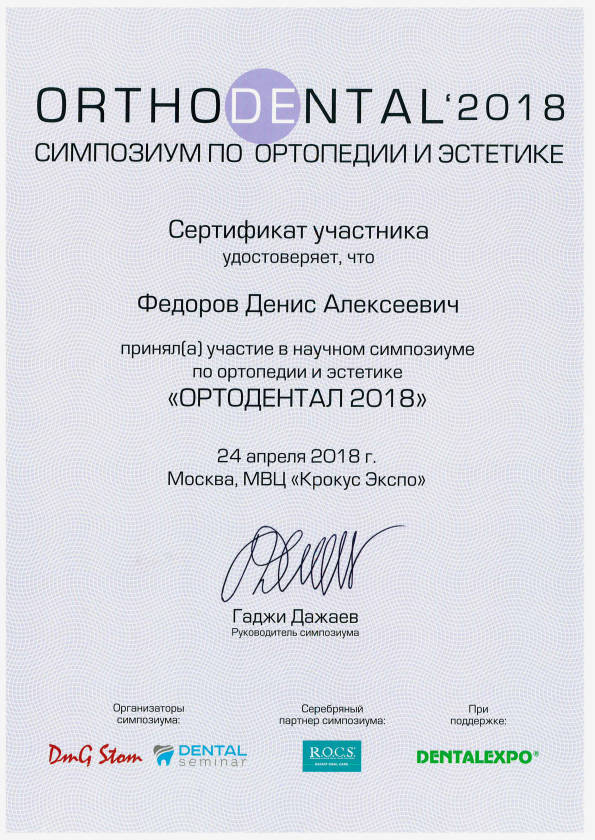 ORTHODENTAL‘2018
СИМПОЗИУМ ПО ОРТОПЕДИИ И ЭСТЕТИКЕ
Сертификат участника
удостоверяет, что
Федоров Денис Алексеевич
принял(а) участие в научном симпозиуме
по ортопедии и эстетике
«ОРТОДЕНТАЛ 2018»
24 апреля 2018 г.
Москва, МВЦ «Крокус Экспо»
Гаджи Дажаев
Руководитель симпозиума
Организаторы
симпозиума:
DmG Stom
DENTAL
seminar
Серебряный
партнер симпозиума:
R.O.C.S.
При
поддержке:
DENTALEXPO®